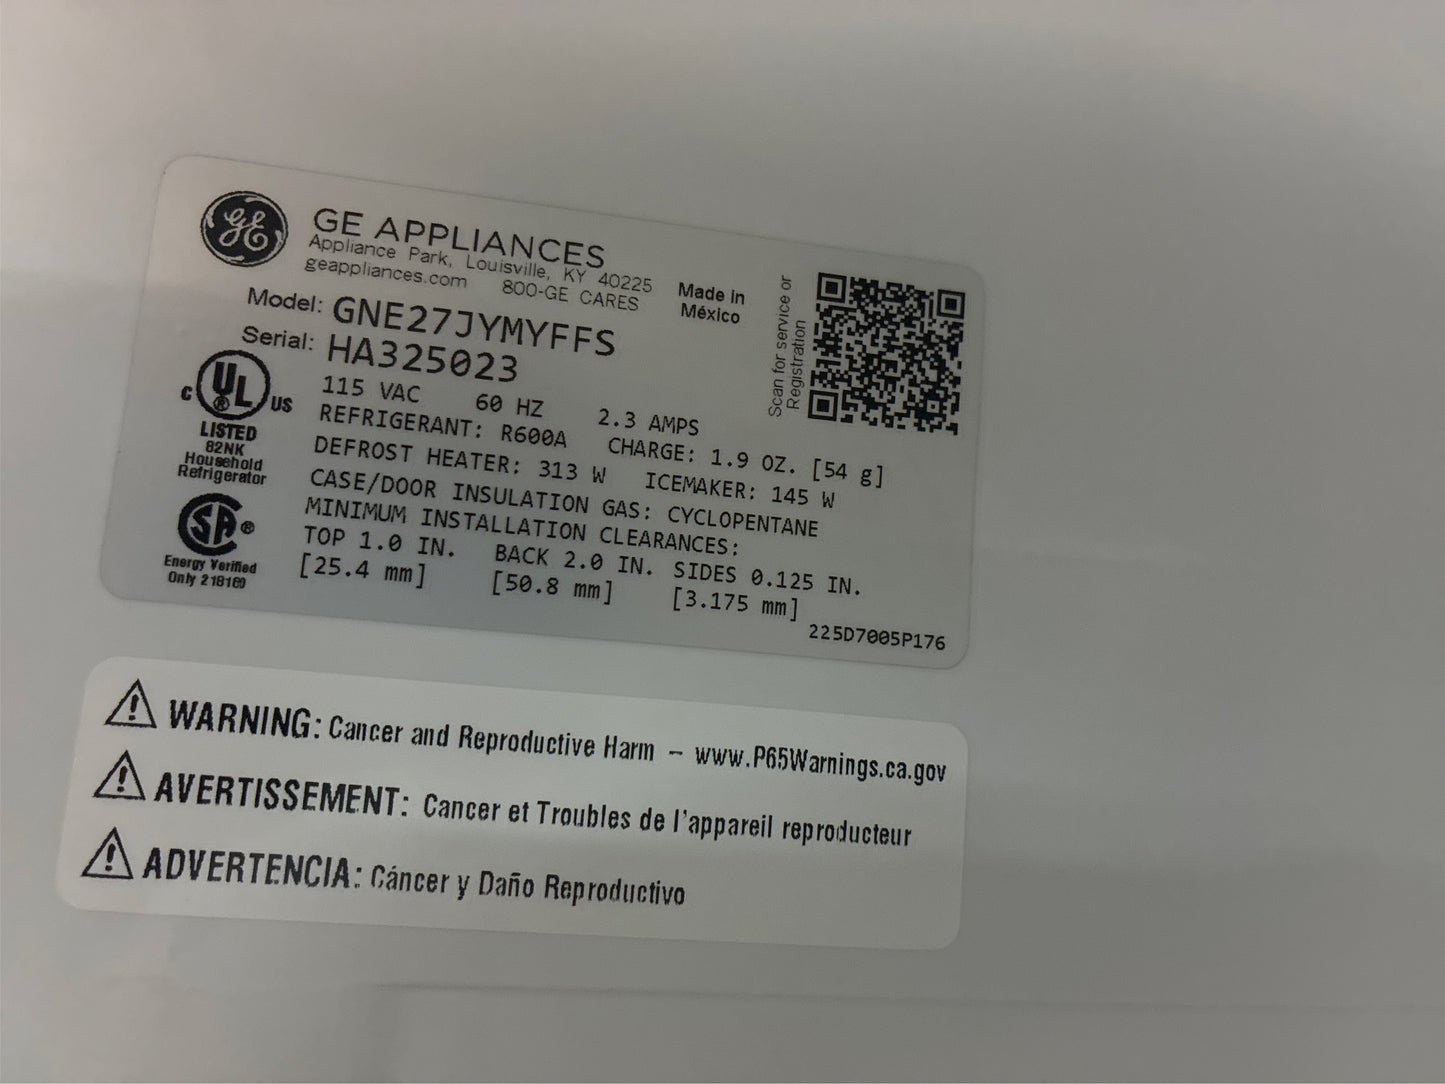 GE
GE APPLIANCES
Appliance Park, Louisville, KY 40225
geappliances.com 800-GE CARES
Made in
México
Scan for service or
Registration
Model: GNE27JYMYFFS
Serial: HA325023
115 VAC 60 HZ 2.3 AMPS
REFRIGERANT: R600A CHARGE: 1.9 OZ. [54 g]
DEFROST HEATER: 313 W ICEMAKER: 145 W
CASE/DOOR INSULATION GAS: CYCLOPENTANE
MINIMUM INSTALLATION CLEARANCES:
TOP 1.0 IN. BACK 2.0 IN. SIDES 0.125 IN.
[25.4 mm] [50.8 mm] [3.175 mm]
225D7005P176
C UL ® US
LISTED
82NK
Household
Refrigerator
SA ®
Energy Verified
Only 218169
WARNING: Cancer and Reproductive Harm – www.P65Warnings.ca.gov
AVERTISSEMENT: Cancer et Troubles de l'appareil reproducteur
ADVERTENCIA: Cáncer y Daño Reproductivo